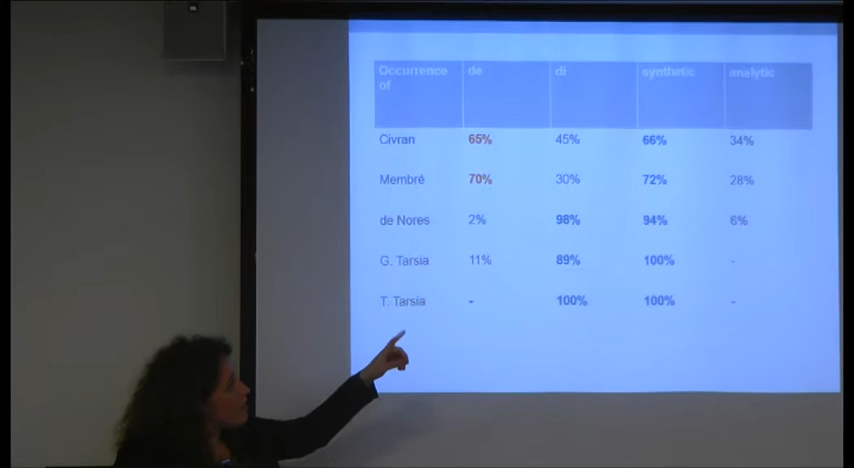 Occurrence of de di synthetic analytic
Civran 65% 45% 66% 34%
Membré 70% 30% 72% 28%
de Nores 2% 98% 94% 6%
G. Tarsia 11% 89% 100% -
T. Tarsia - 100% 100% -